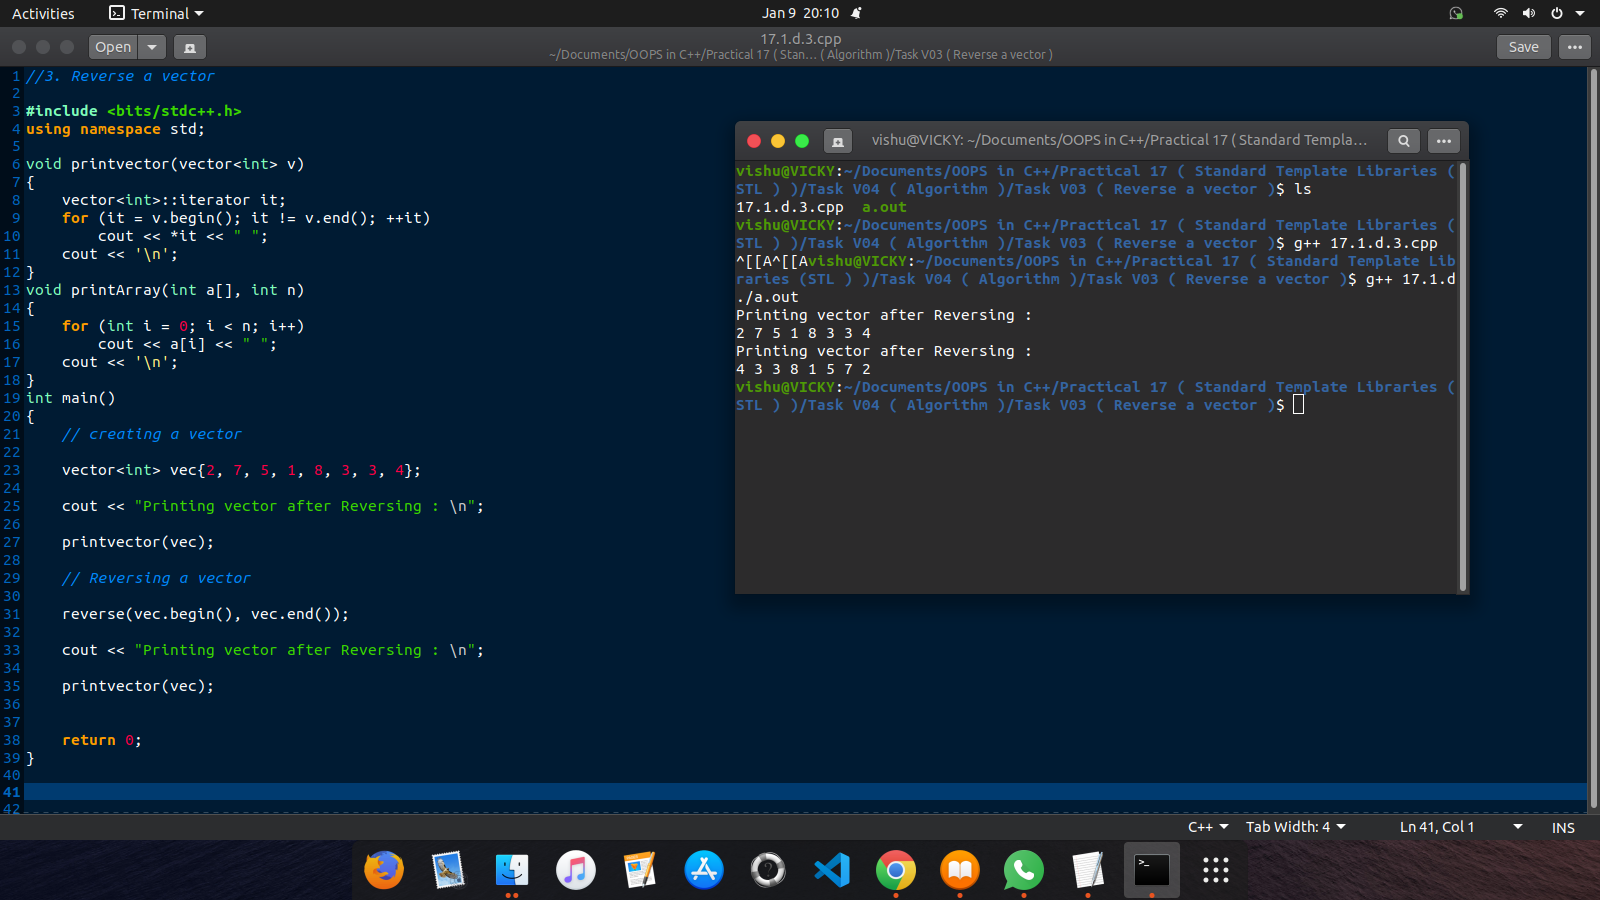 Activities
Terminal
Jan 9 20:10
Open
17.1.d.3.cpp
~/Documents/OOPS in C++/Practical 17 ( Stan... ( Algorithm )/Task V03 ( Reverse a vector )
Save
1 //3. Reverse a vector
2
3 #include <bits/stdc++.h>
4 using namespace std;
5
6 void printvector(vector<int> v)
7 {
8     vector<int>::iterator it;
9     for (it = v.begin(); it != v.end(); ++it)
10         cout << *it << " ";
11     cout << '\n';
12 }
13 void printArray(int a[], int n)
14 {
15     for (int i = 0; i < n; i++)
16         cout << a[i] << " ";
17     cout << '\n';
18 }
19 int main()
20 {
21     // creating a vector
22
23     vector<int> vec{2, 7, 5, 1, 8, 3, 3, 4};
24
25     cout << "Printing vector after Reversing : \n";
26
27     printvector(vec);
28
29     // Reversing a vector
30
31     reverse(vec.begin(), vec.end());
32
33     cout << "Printing vector after Reversing : \n";
34
35     printvector(vec);
36
37
38     return 0;
39 }
40
41
42
vishu@VICKY: ~/Documents/OOPS in C++/Practical 17 ( Standard Templa...
vishu@VICKY:~/Documents/OOPS in C++/Practical 17 ( Standard Template Libraries (
STL ) )/Task V04 ( Algorithm )/Task V03 ( Reverse a vector )$ ls
17.1.d.3.cpp  a.out
vishu@VICKY:~/Documents/OOPS in C++/Practical 17 ( Standard Template Libraries (
STL ) )/Task V04 ( Algorithm )/Task V03 ( Reverse a vector )$ g++ 17.1.d.3.cpp
^[[A^[[Avishu@VICKY:~/Documents/OOPS in C++/Practical 17 ( Standard Template Lib
raries (STL ) )/Task V04 ( Algorithm )/Task V03 ( Reverse a vector )$ g++ 17.1.d
./a.out
Printing vector after Reversing :
2 7 5 1 8 3 3 4
Printing vector after Reversing :
4 3 3 8 1 5 7 2
vishu@VICKY:~/Documents/OOPS in C++/Practical 17 ( Standard Template Libraries (
STL ) )/Task V04 ( Algorithm )/Task V03 ( Reverse a vector )$
C++
Tab Width: 4
Ln 41, Col 1
INS